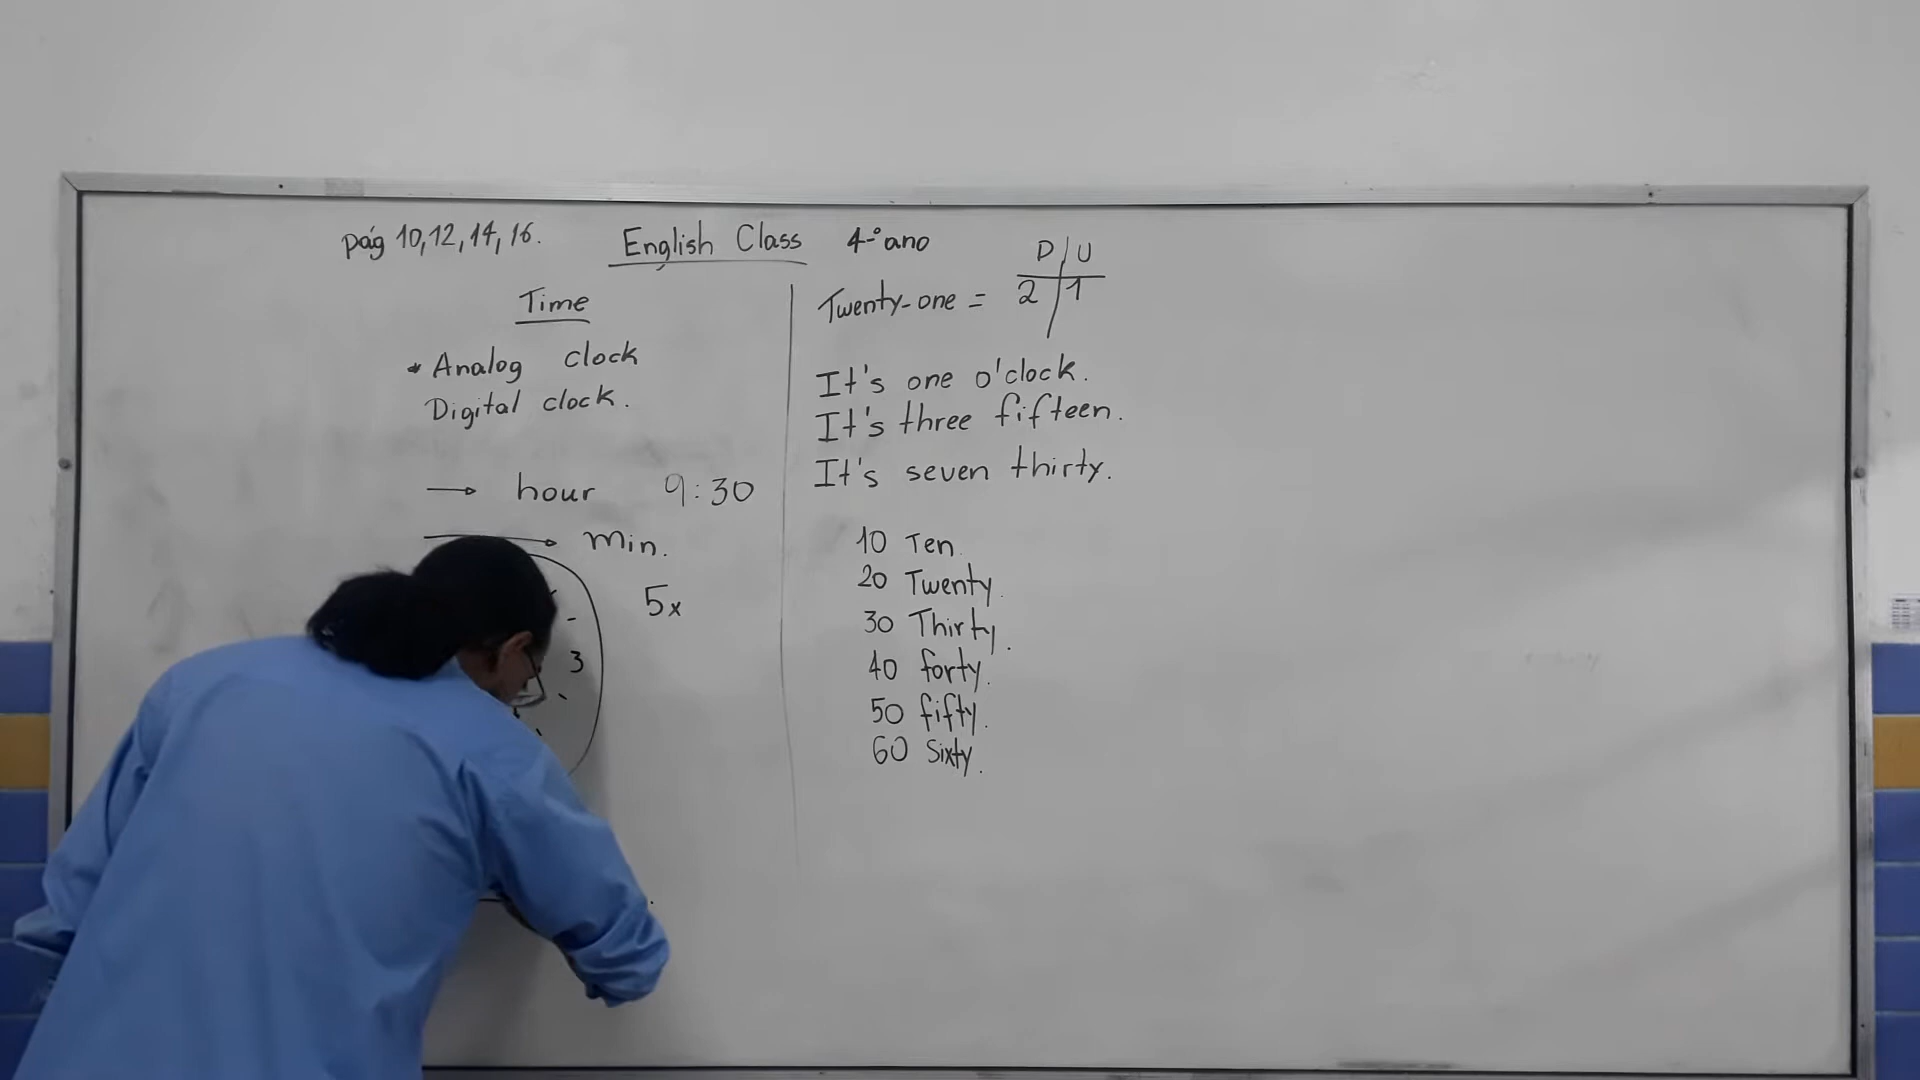 pág 10,12,14,16.
English Class 4º ano
Time
Analog clock
Digital clock.
hour 9:30
min.
5x
3
D U
Twenty-one = 2 1
It's one o'clock.
It's three fifteen.
It's seven thirty.
10 Ten.
20 Twenty.
30 Thirty.
40 forty.
50 fifty.
60 Sixty.